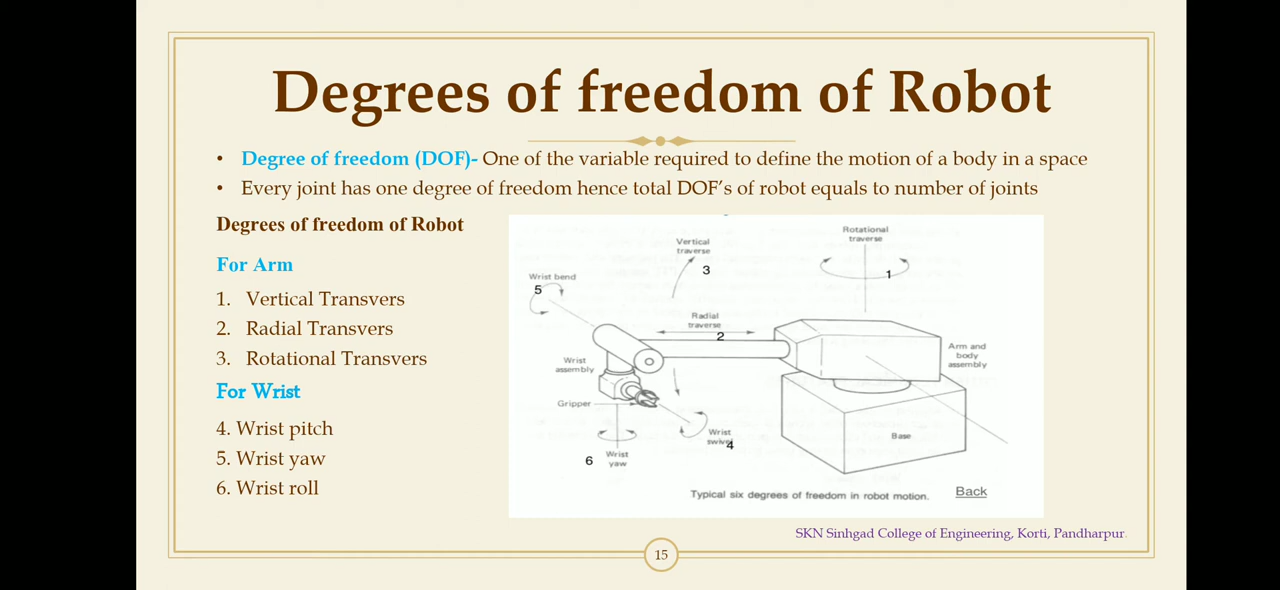 Degrees of freedom of Robot
• Degree of freedom (DOF)- One of the variable required to define the motion of a body in a space
• Every joint has one degree of freedom hence total DOF's of robot equals to number of joints
Degrees of freedom of Robot
For Arm
1. Vertical Transvers
2. Radial Transvers
3. Rotational Transvers
For Wrist
4. Wrist pitch
5. Wrist yaw
6. Wrist roll
Rotational
traverse
1
Vertical
traverse
3
Wrist bend
5
Radial
traverse
2
Wrist
assembly
Arm and
body
assembly
Gripper
Wrist
swivel
4
Base
Wrist
yaw
6
Typical six degrees of freedom in robot motion.
Back
SKN Sinhgad College of Engineering, Korti, Pandharpur.
15